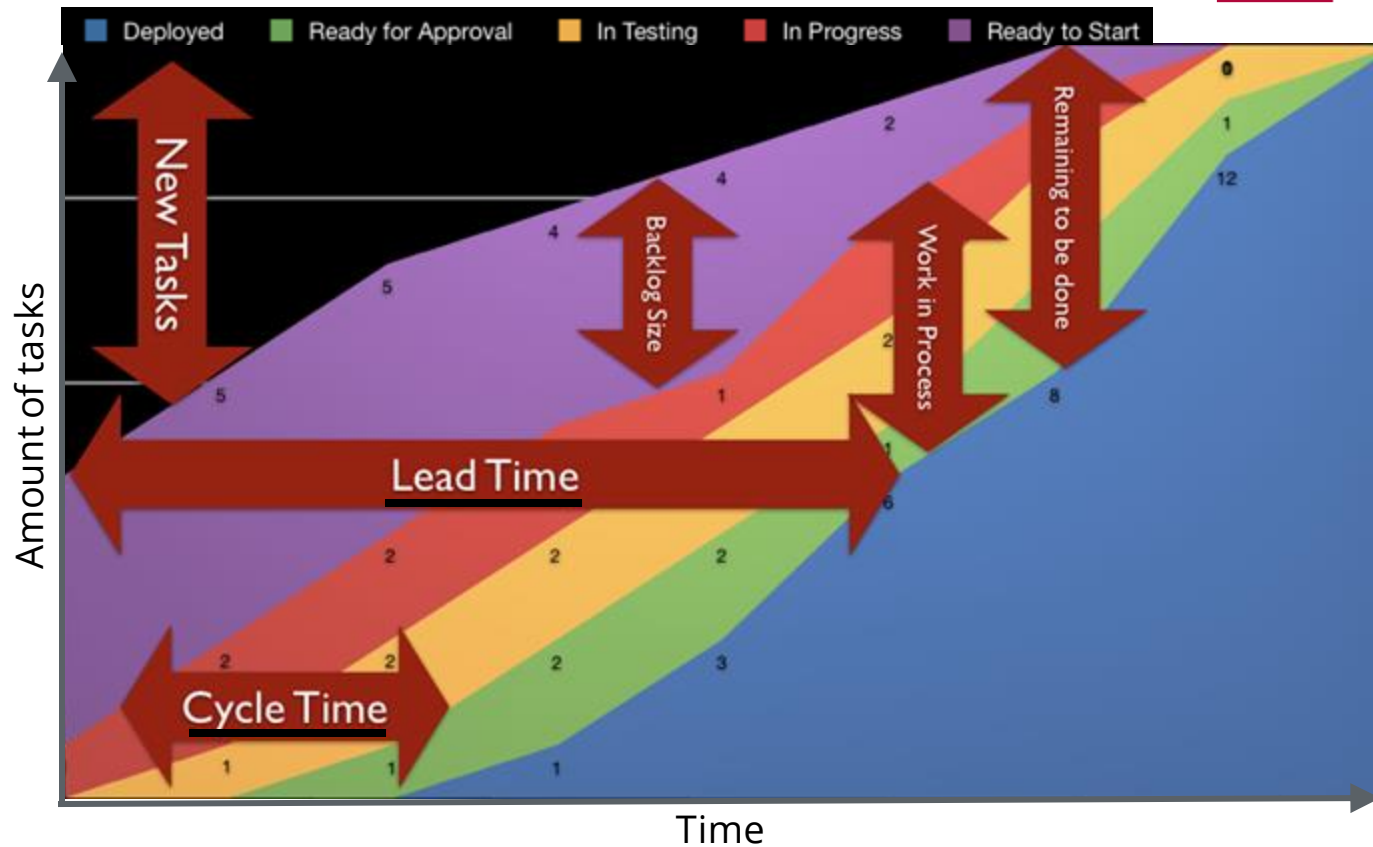 Deployed Ready for Approval In Testing In Progress Ready to Start
New Tasks
Backlog Size
Work in Process
Remaining to be done
Lead Time
Cycle Time
Amount of tasks
Time
0
1
12
2
4
4
5
5
8
1
2
1
6
2
2
2
2
2
2
3
1
1
1